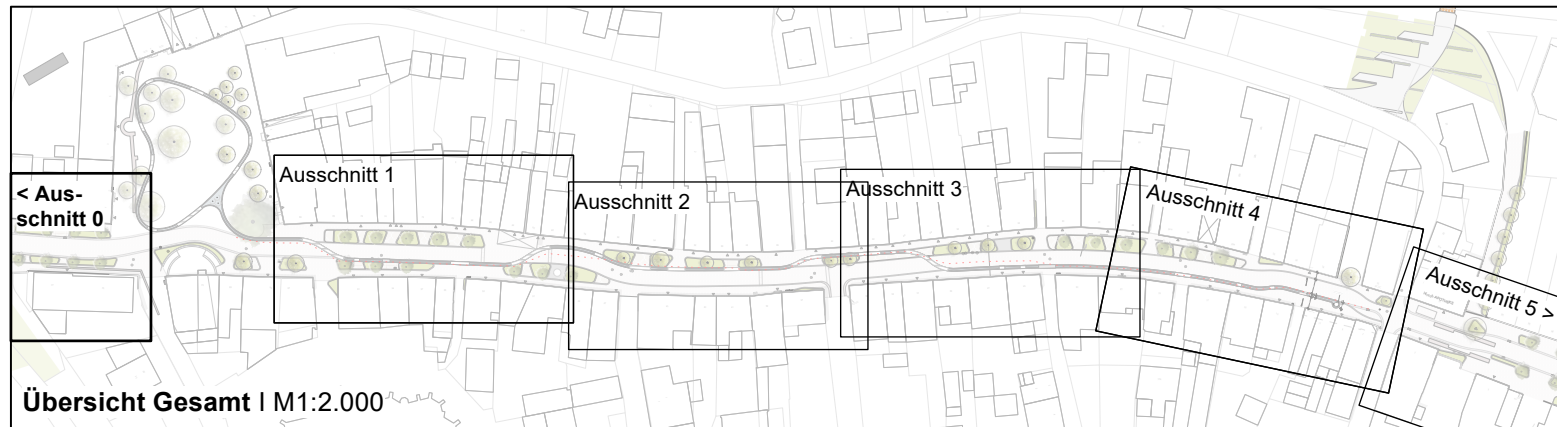 Ausschnitt 1
< Aus-
schnitt 0
Ausschnitt 2
Ausschnitt 3
Ausschnitt 4
Ausschnitt 5 >
Übersicht Gesamt I M1:2.000